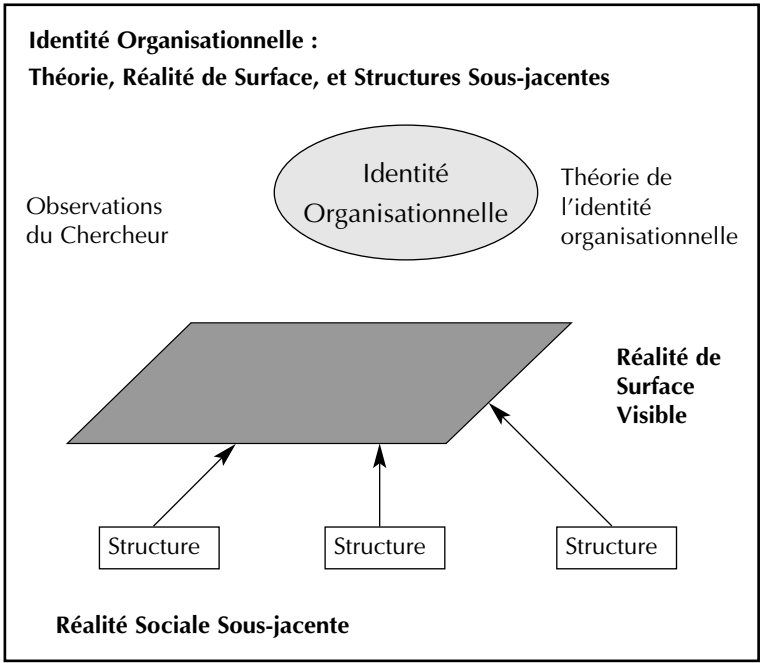 Identité Organisationnelle :
Théorie, Réalité de Surface, et Structures Sous-jacentes
Identité
Organisationnelle
Observations
du Chercheur
Théorie de
l'identité
organisationnelle
Réalité de
Surface
Visible
Structure
Structure
Structure
Réalité Sociale Sous-jacente